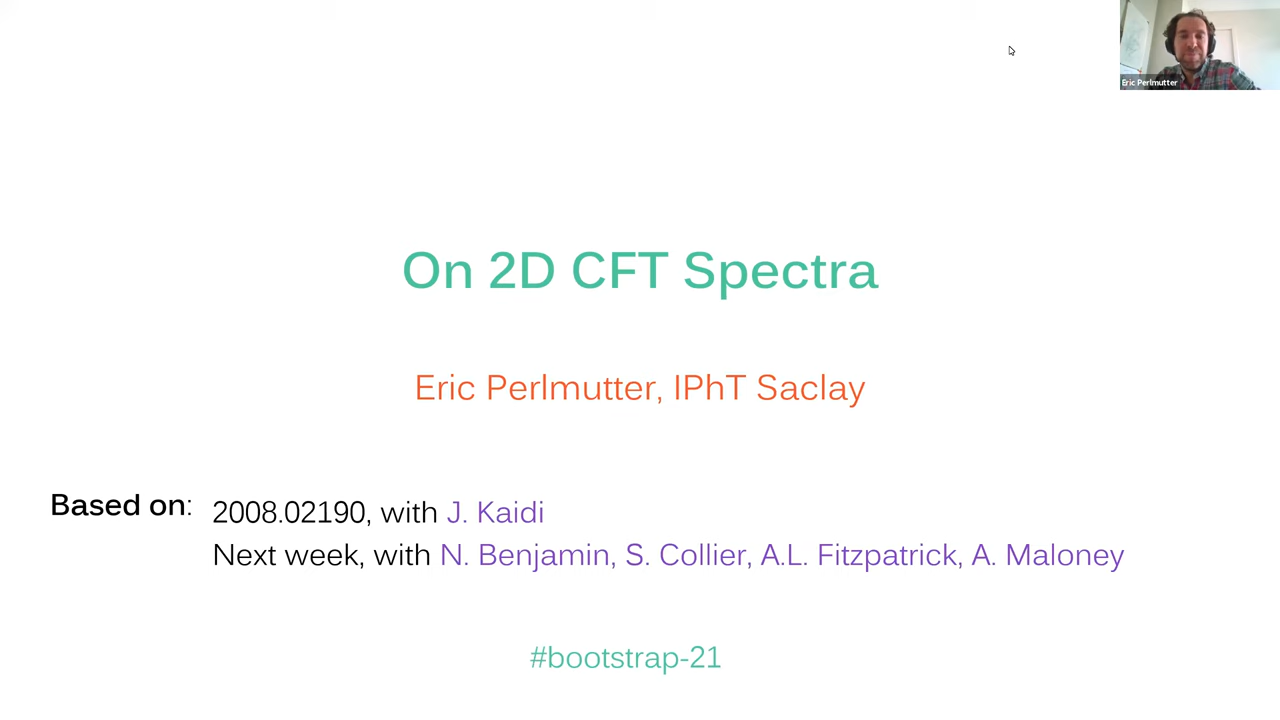 Eric Perlmutter
On 2D CFT Spectra
Eric Perlmutter, IPhT Saclay
Based on: 2008.02190, with J. Kaidi
Next week, with N. Benjamin, S. Collier, A.L. Fitzpatrick, A. Maloney
#bootstrap-21